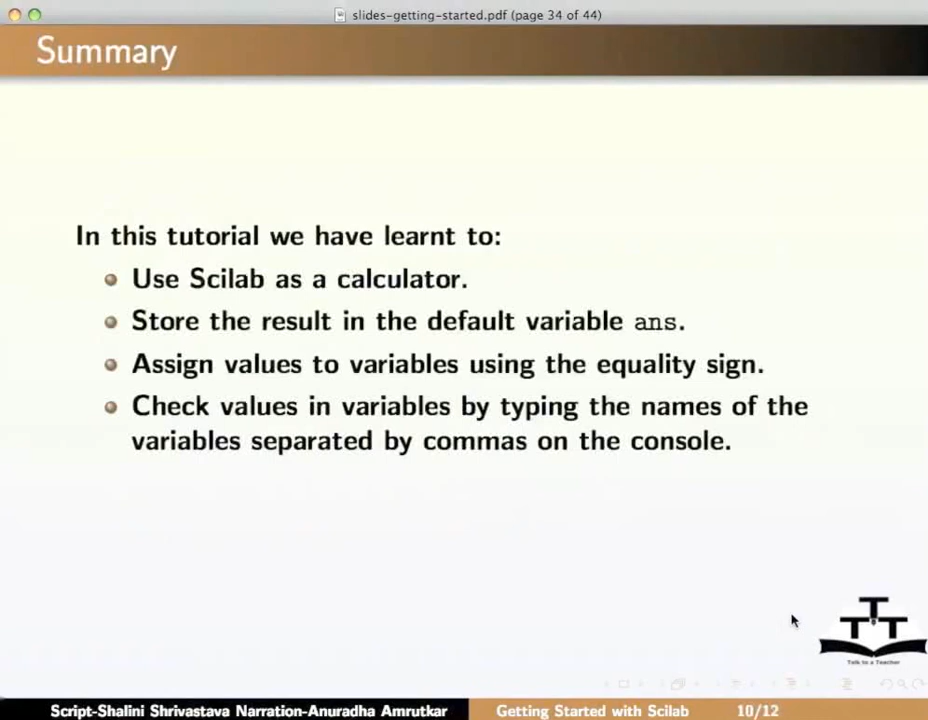 slides-getting-started.pdf (page 34 of 44)
Summary
In this tutorial we have learnt to:
Use Scilab as a calculator.
Store the result in the default variable ans.
Assign values to variables using the equality sign.
Check values in variables by typing the names of the
variables separated by commas on the console.
T
T T
Talk to a Teacher
Script-Shalini Shrivastava Narration-Anuradha Amrutkar Getting Started with Scilab 10/12